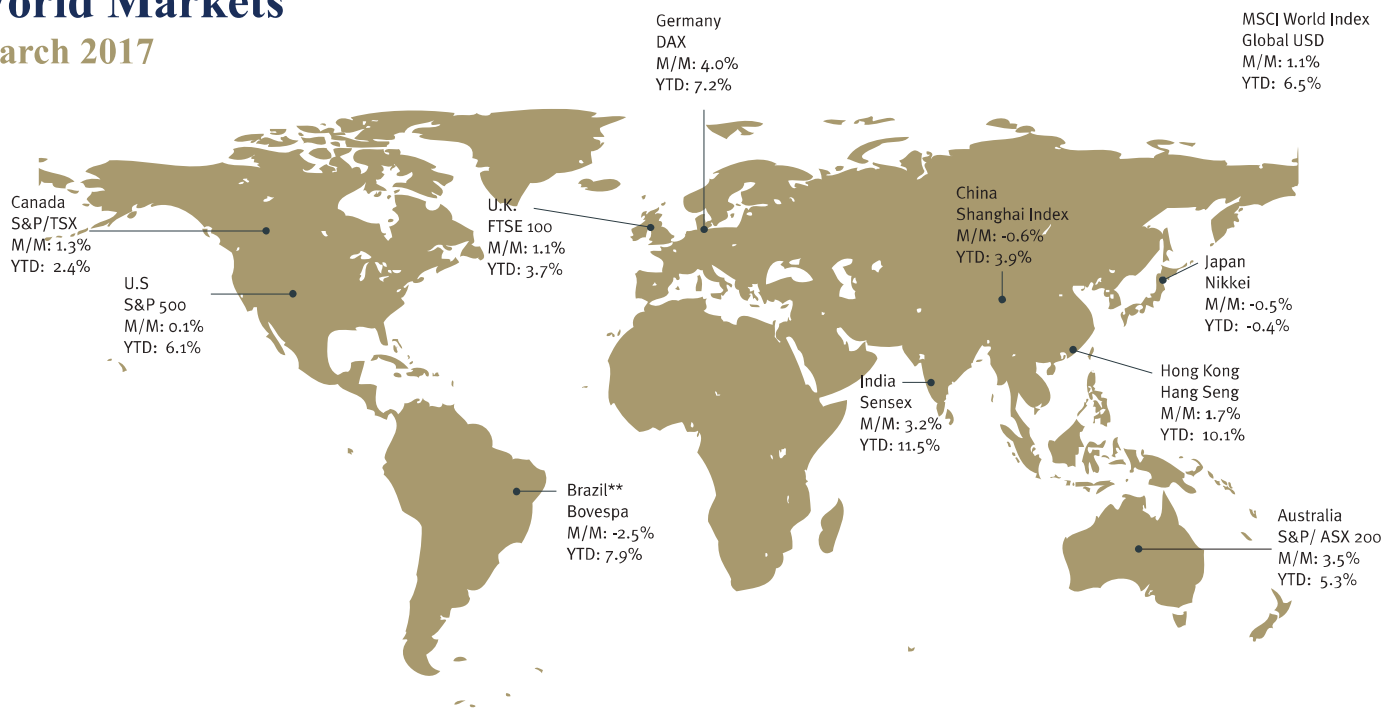 World Markets
March 2017
Germany
DAX
M/M: 4.0%
YTD: 7.2%
MSCI World Index
Global USD
M/M: 1.1%
YTD: 6.5%
Canada
S&P/TSX
M/M: 1.3%
YTD: 2.4%
U.S
S&P 500
M/M: 0.1%
YTD: 6.1%
U.K.
FTSE 100
M/M: 1.1%
YTD: 3.7%
China
Shanghai Index
M/M: -0.6%
YTD: 3.9%
Japan
Nikkei
M/M: -0.5%
YTD: -0.4%
Hong Kong
Hang Seng
M/M: 1.7%
YTD: 10.1%
India
Sensex
M/M: 3.2%
YTD: 11.5%
Brazil**
Bovespa
M/M: -2.5%
YTD: 7.9%
Australia
S&P/ ASX 200
M/M: 3.5%
YTD: 5.3%